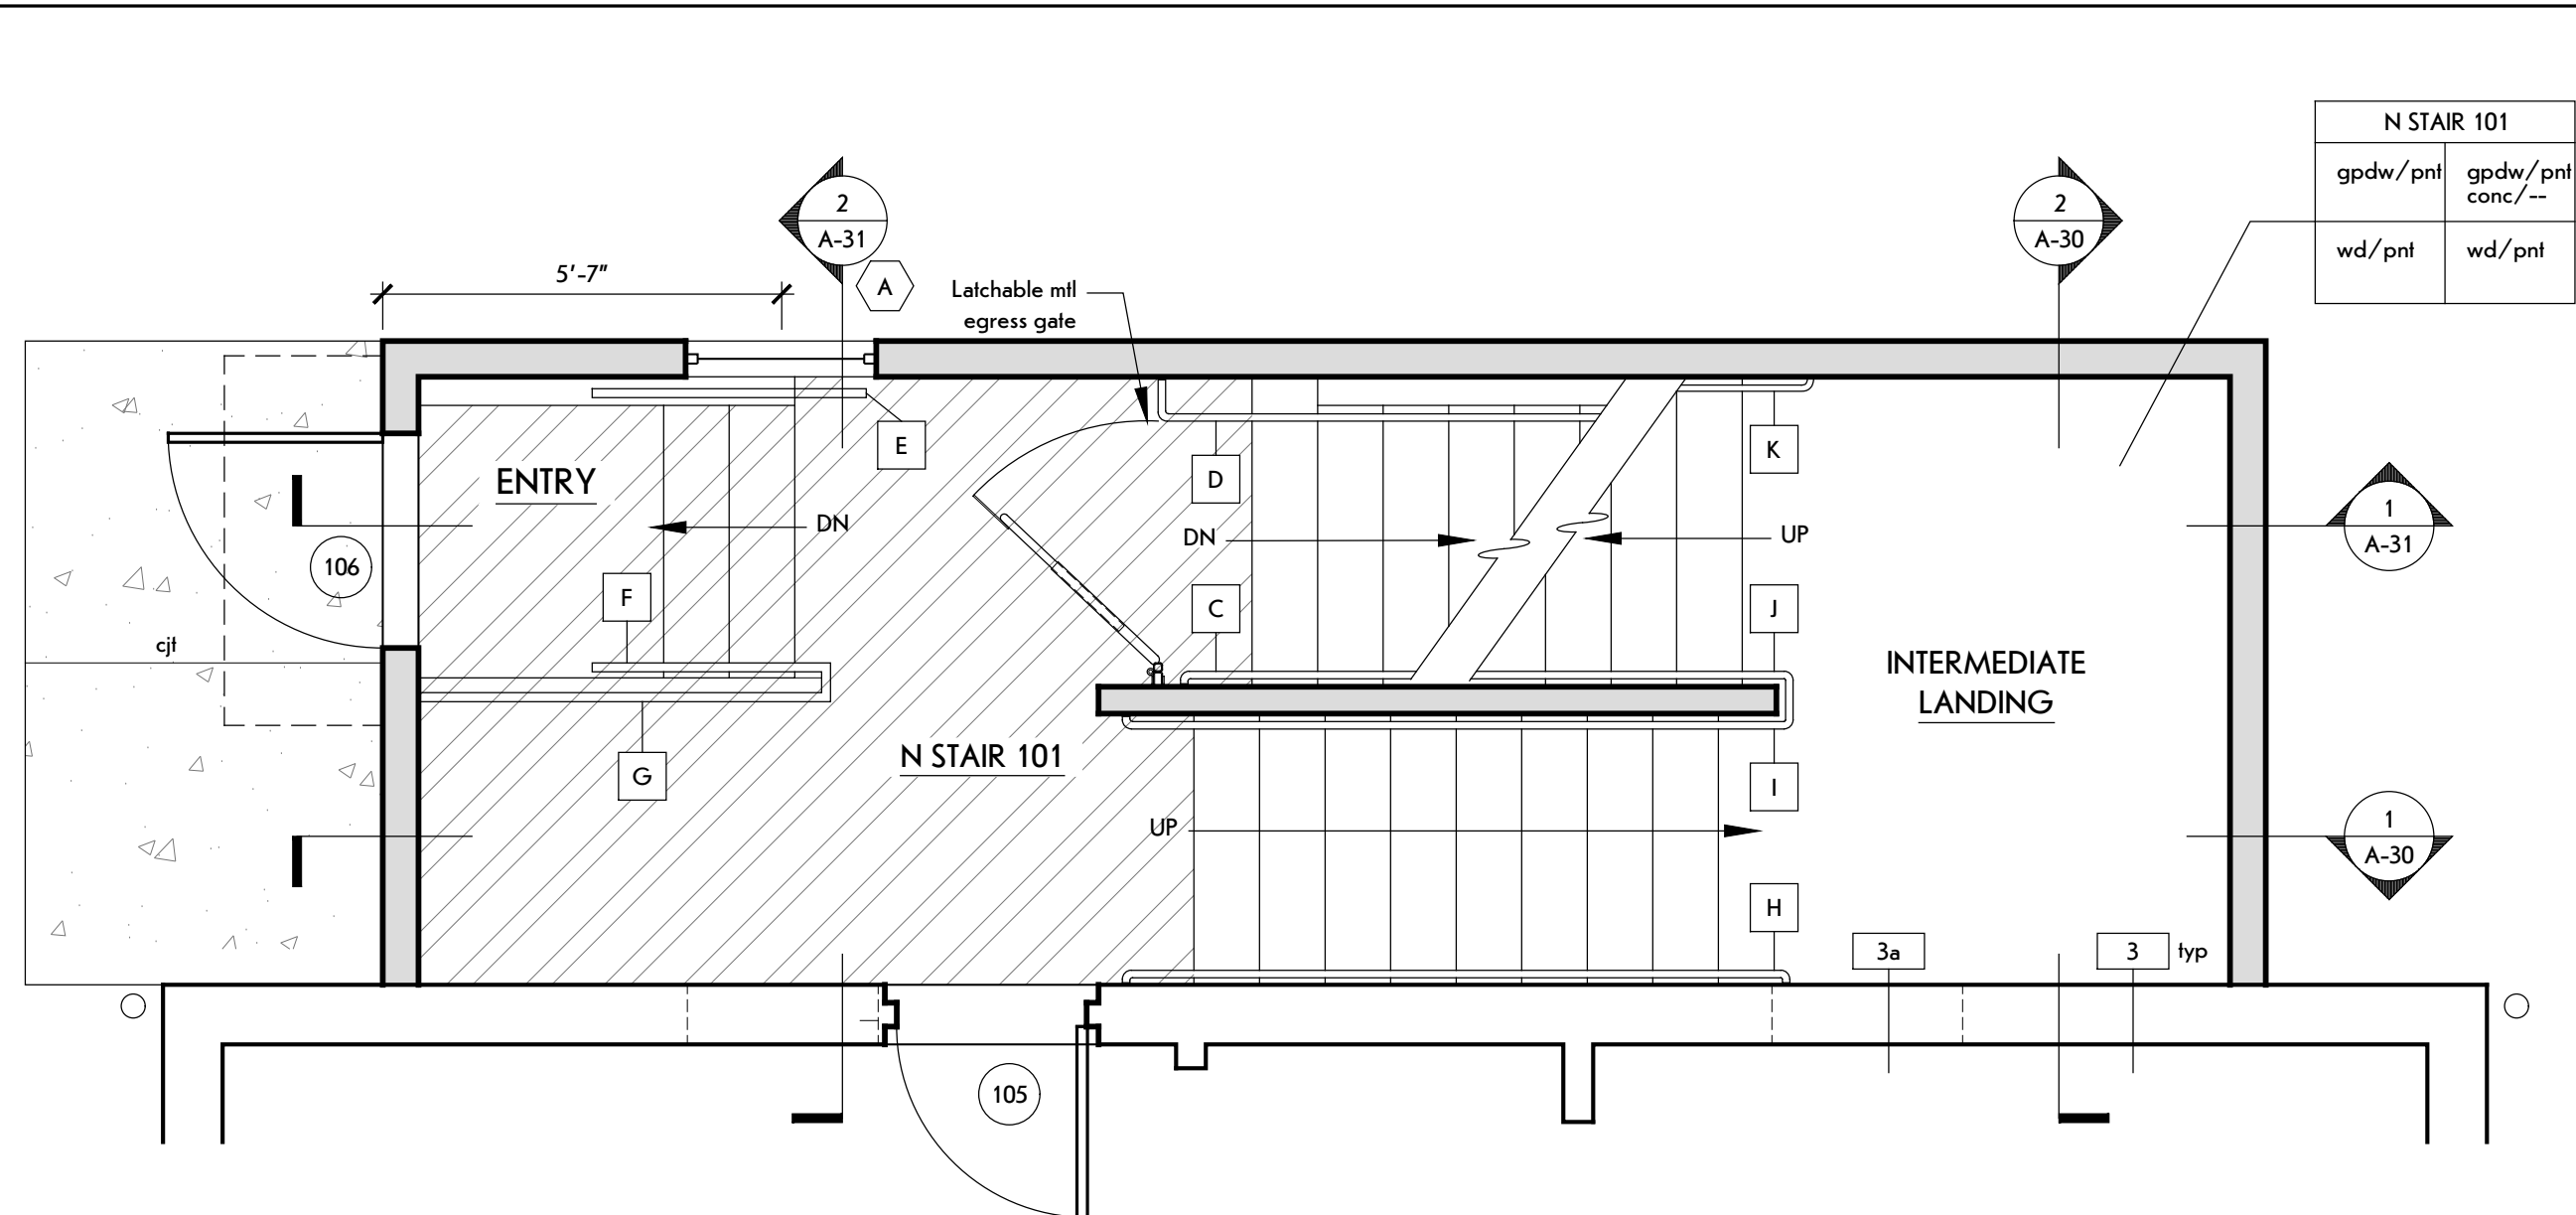 N STAIR 101
gpdw/pnt
gpdw/pnt
conc/--
wd/pnt
wd/pnt
2
A-31
2
A-30
5'-7"
A
Latchable mtl
egress gate
E
K
D
ENTRY
DN
DN
UP
1
A-31
106
F
C
J
cjt
INTERMEDIATE
LANDING
N STAIR 101
G
I
UP
1
A-30
H
3a
3 typ
105